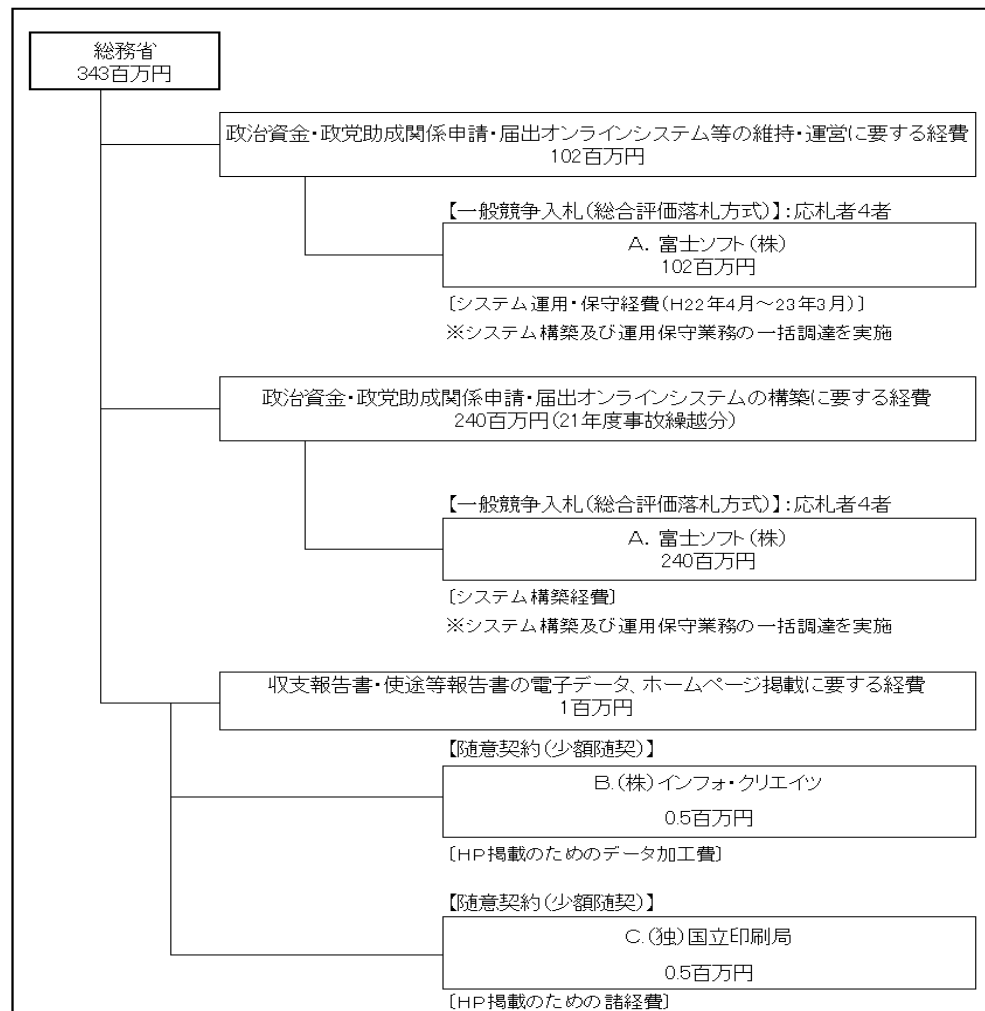 総務省
343百万円
政治資金・政党助成関係申請・届出オンラインシステム等の維持・運営に要する経費
102百万円
【一般競争入札(総合評価落札方式)】:応札者4者
A. 富士ソフト(株)
102百万円
〔システム運用・保守経費(H22年4月～23年3月)〕
※システム構築及び運用保守業務の一括調達を実施
政治資金・政党助成関係申請・届出オンラインシステムの構築に要する経費
240百万円(21年度事故繰越分)
【一般競争入札(総合評価落札方式)】:応札者4者
A. 富士ソフト(株)
240百万円
〔システム構築経費〕
※システム構築及び運用保守業務の一括調達を実施
収支報告書・使途等報告書の電子データ、ホームページ掲載に要する経費
1百万円
【随意契約(少額随契)】
B.(株)インフォ・クリエイツ
0.5百万円
〔HP掲載のためのデータ加工費〕
【随意契約(少額随契)】
C.(独)国立印刷局
0.5百万円
〔HP掲載のための諸経費〕